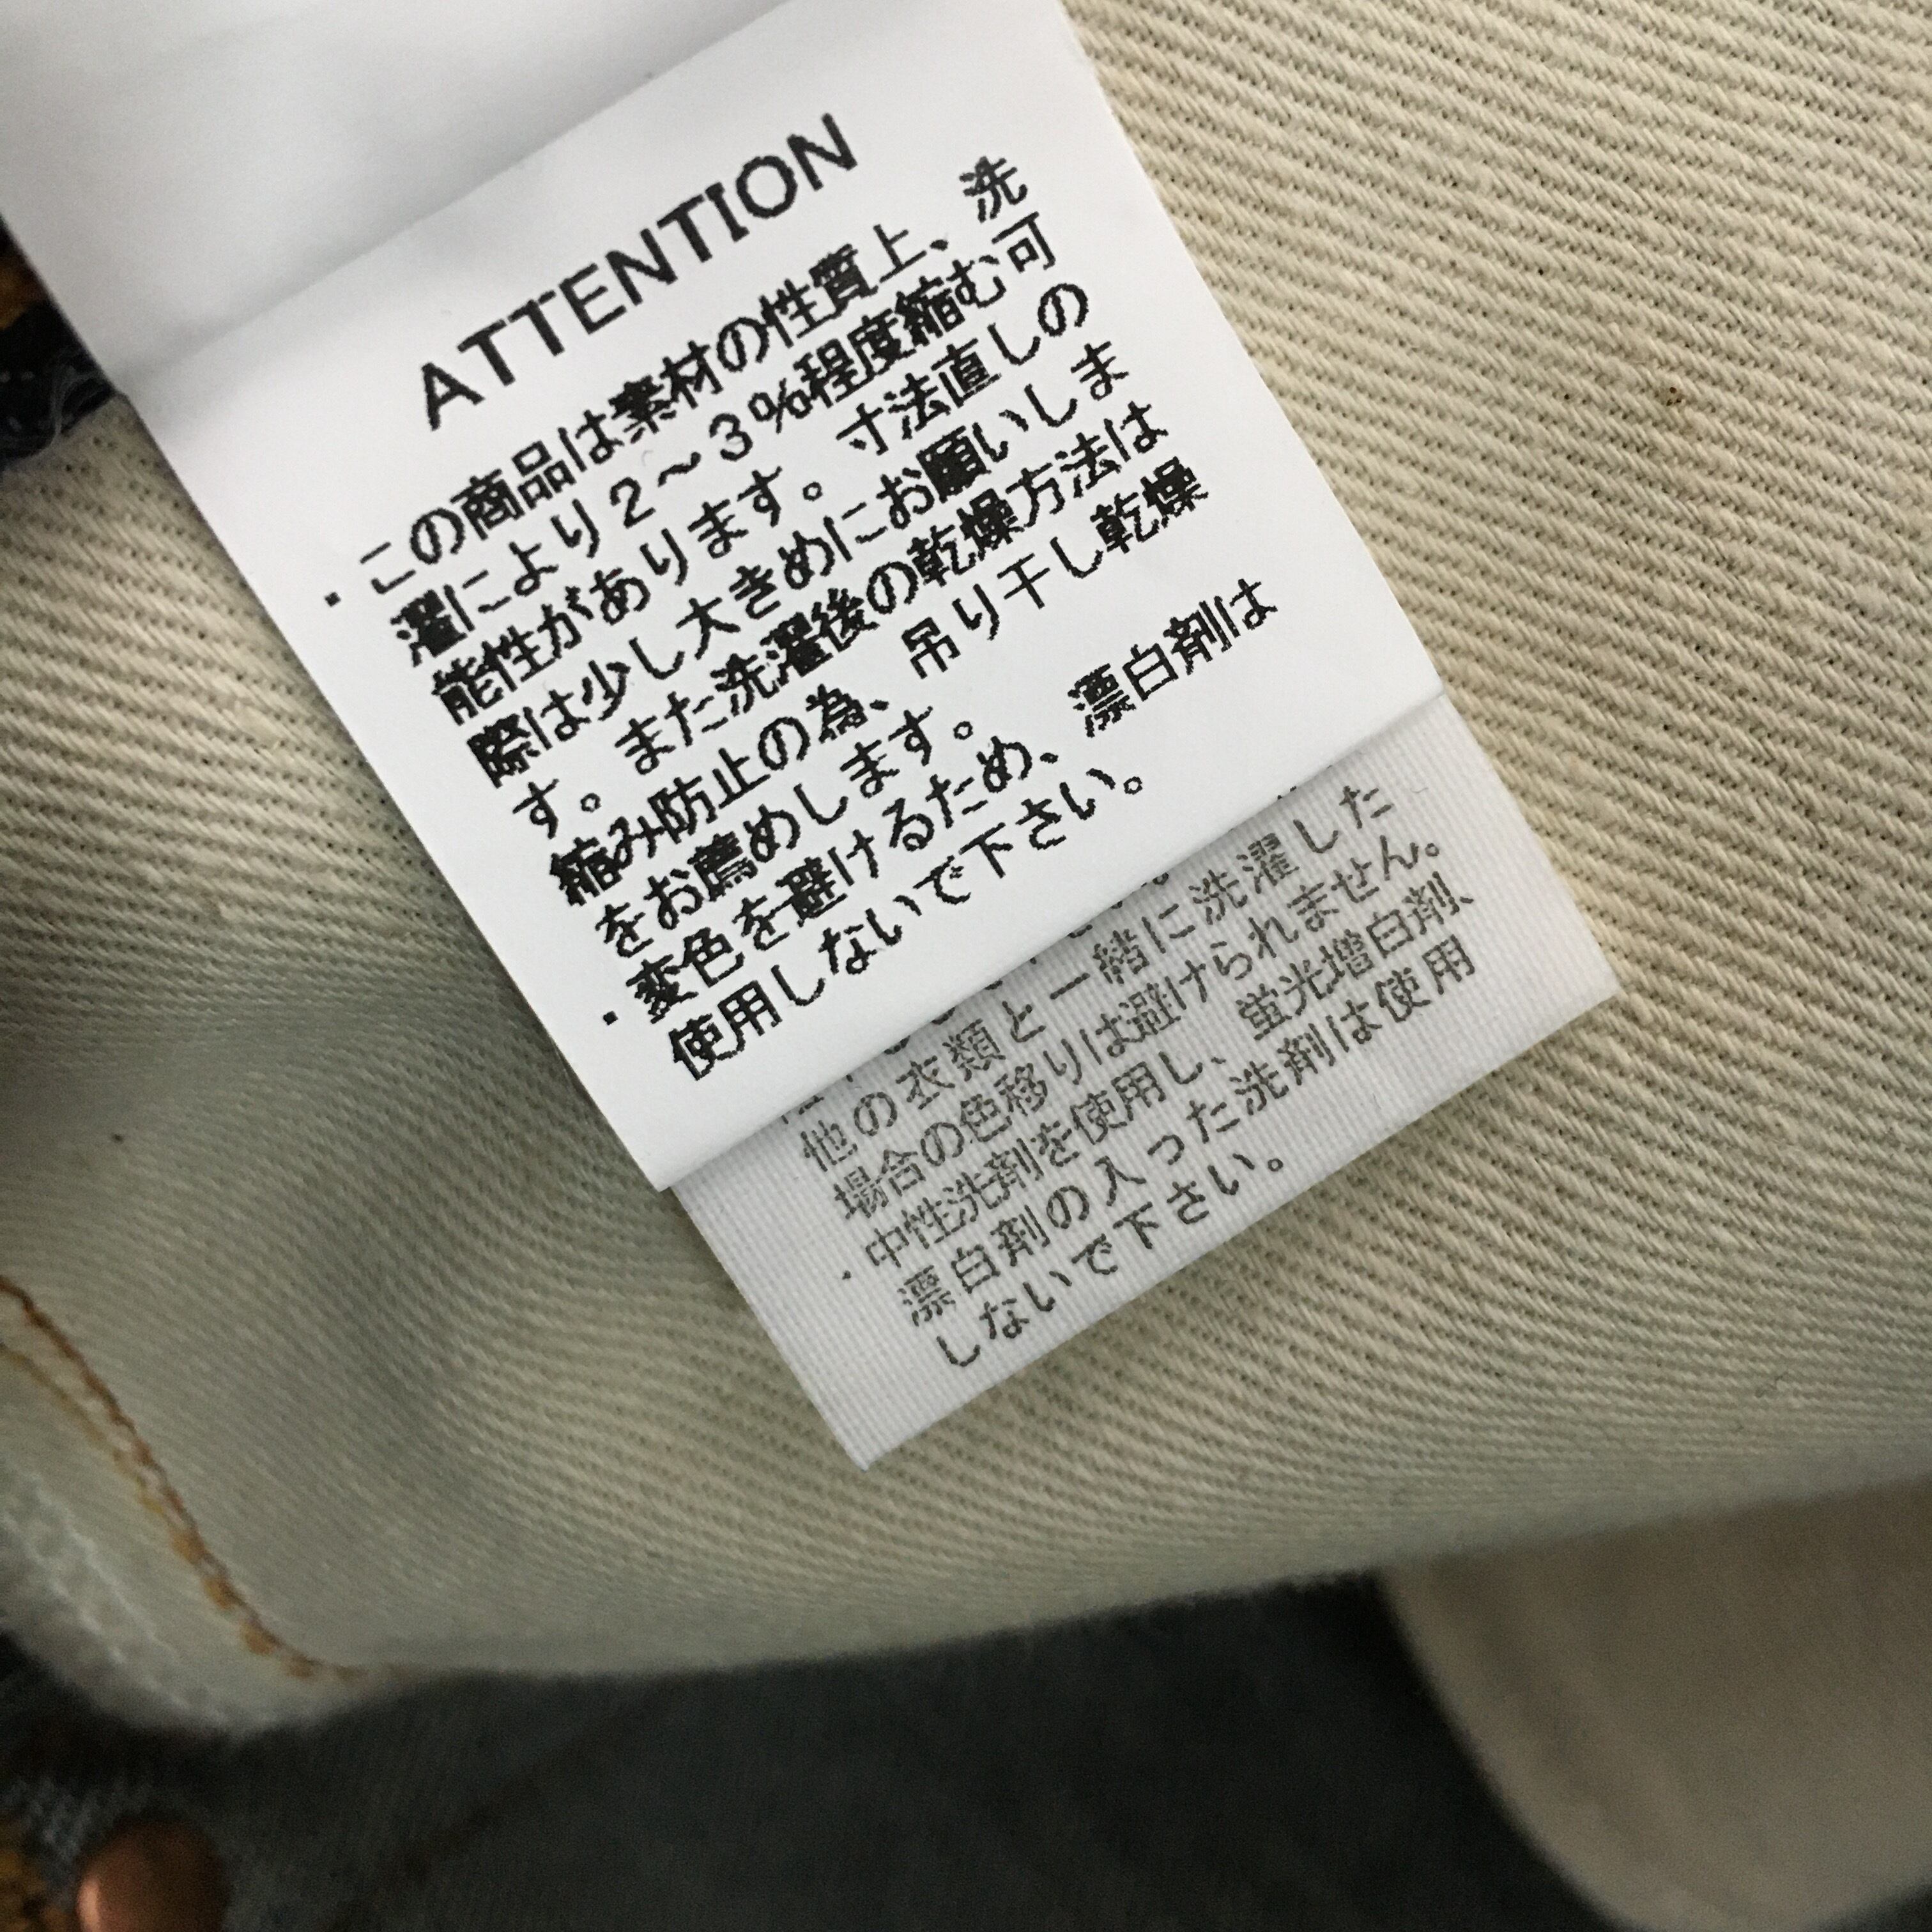 ATTENTION
・この商品は素材の性質上、洗
濯により2～3%程度縮む可
能性があります。寸法直しの
際は少し大きめにお願いしま
す。また洗濯後の乾燥方法は
縮み防止の為、吊り干し乾燥
をお薦めします。
・変色を避けるため、漂白剤は
使用しないで下さい。
他の衣類と一緒に洗濯した
場合の色移りは避けられません。
・中性洗剤を使用し、蛍光増白剤、
漂白剤の入った洗剤は使用
しないで下さい。